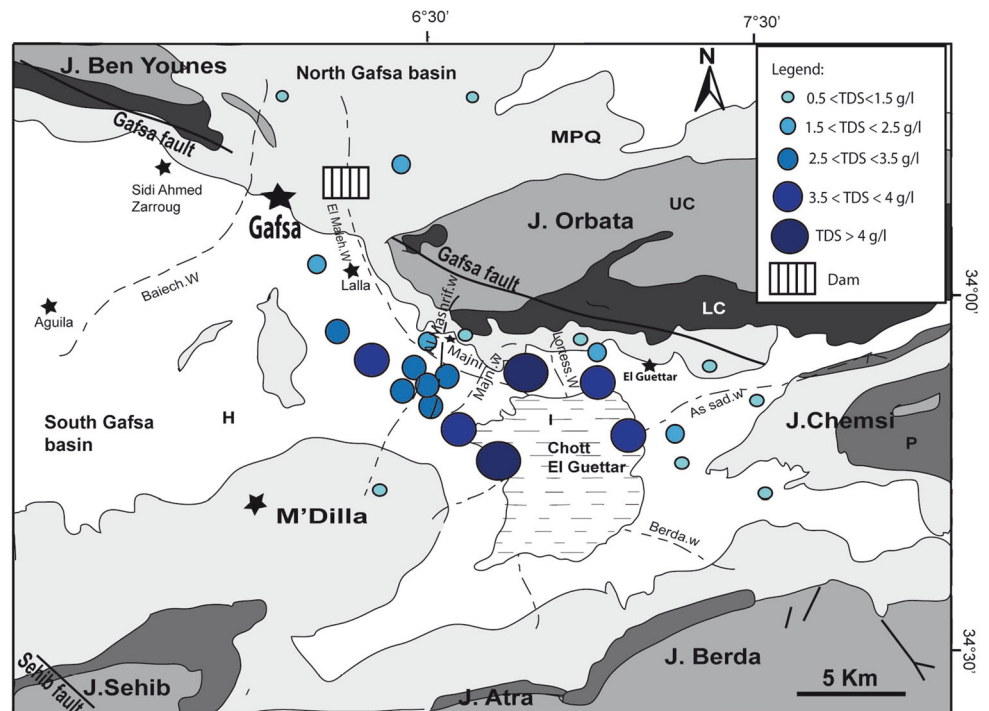 6°30’
7°30’
J. Ben Younes
North Gafsa basin
N
Legend:
0.5 <TDS<1.5 g/l
1.5 < TDS < 2.5 g/l
2.5 <TDS <3.5 g/l
3.5 < TDS < 4 g/l
TDS > 4 g/l
Dam
Gafsa fault
MPQ
Sidi Ahmed
Zarroug
Gafsa
El Maleh.W
UC
J. Orbata
Gafsa fault
Baiech.W
Lalla
Al Mashrif.w
LC
34°00’
Aguila
Majni
Majni.w
Loness.W
El Guettar
As sad.w
South Gafsa
basin
H
I
Chott
El Guettar
J.Chemsi
P
M’Dilla
Berda.w
34°30’
Sehib fault
J.Sehib
J. Atra
J. Berda
5 Km